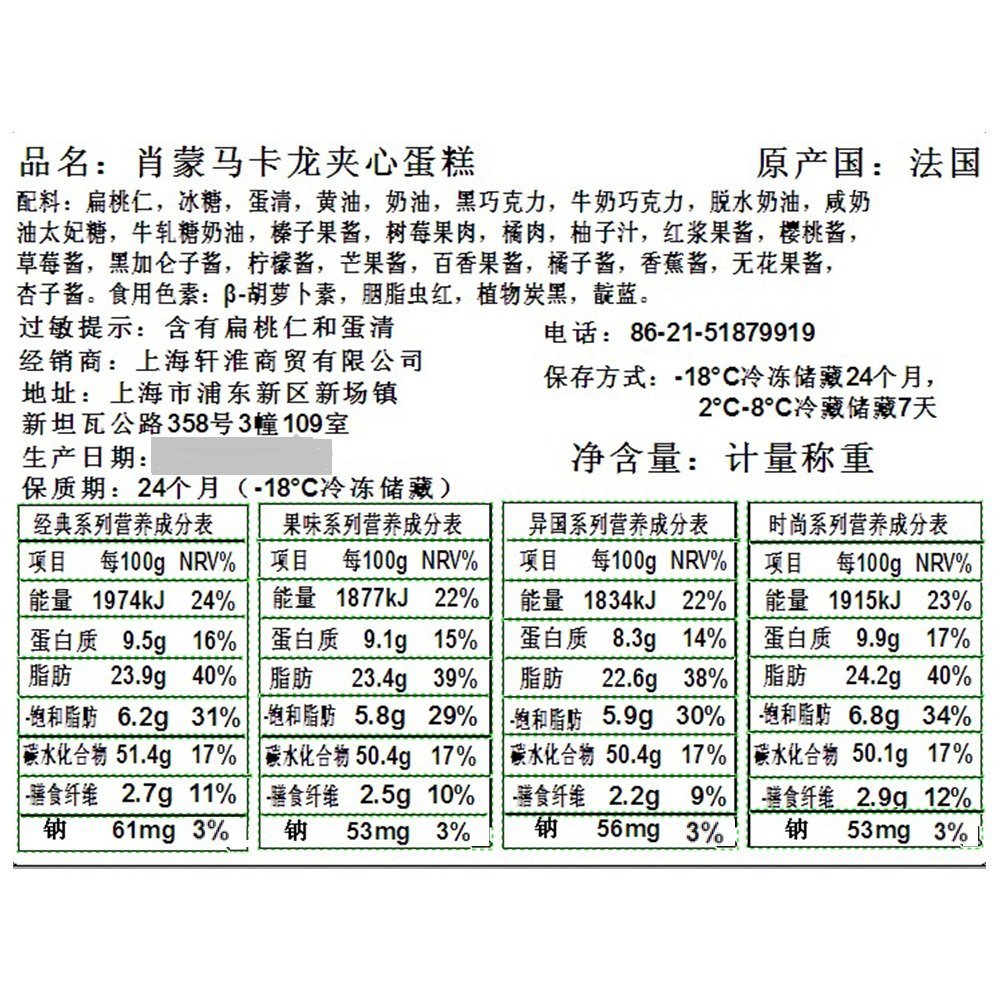 品名：肖蒙马卡龙夹心蛋糕 原产国：法国
配料：扁桃仁，冰糖，蛋清，黄油，奶油，黑巧克力，牛奶巧克力，脱水奶油，咸奶
油太妃糖，牛轧糖奶油，榛子果酱，树莓果肉，橘肉，柚子汁，红浆果酱，樱桃酱，
草莓酱，黑加仑子酱，柠檬酱，芒果酱，百香果酱，橘子酱，香蕉酱，无花果酱，
杏子酱。食用色素：β-胡萝卜素，胭脂虫红，植物炭黑，靛蓝。
过敏提示：含有扁桃仁和蛋清
经销商：上海轩淮商贸有限公司
地址：上海市浦东新区新场镇
新坦瓦公路358号3幢109室
生产日期：
保质期：24个月（-18°C冷冻储藏）
电话：86-21-51879919
保存方式：-18°C冷冻储藏24个月，
2°C-8°C冷藏储藏7天
净含量：计量称重
经典系列营养成分表
项目 每100g NRV%
能量 1974kJ 24%
蛋白质 9.5g 16%
脂肪 23.9g 40%
-饱和脂肪 6.2g 31%
碳水化合物 51.4g 17%
-膳食纤维 2.7g 11%
钠 61mg 3%
果味系列营养成分表
项目 每100g NRV%
能量 1877kJ 22%
蛋白质 9.1g 15%
脂肪 23.4g 39%
-饱和脂肪 5.8g 29%
碳水化合物 50.4g 17%
-膳食纤维 2.5g 10%
钠 53mg 3%
异国系列营养成分表
项目 每100g NRV%
能量 1834kJ 22%
蛋白质 8.3g 14%
脂肪 22.6g 38%
-饱和脂肪 5.9g 30%
碳水化合物 50.4g 17%
-膳食纤维 2.2g 9%
钠 56mg 3%
时尚系列营养成分表
项目 每100g NRV%
能量 1915kJ 23%
蛋白质 9.9g 17%
脂肪 24.2g 40%
-饱和脂肪 6.8g 34%
碳水化合物 50.1g 17%
-膳食纤维 2.9g 12%
钠 53mg 3%